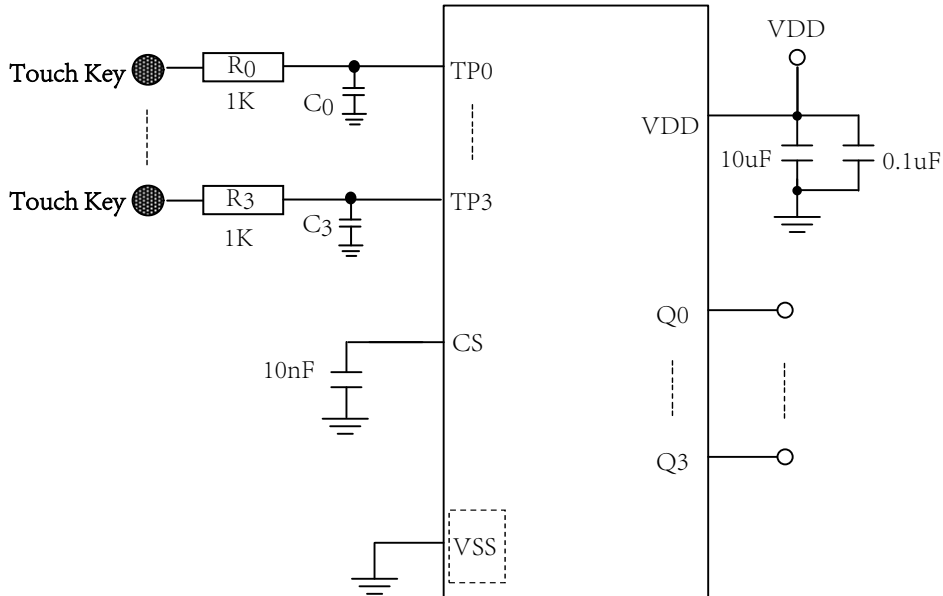 VDD
Touch Key
R0
TP0
1K
C0
VDD
10uF
0.1uF
Touch Key
R3
TP3
1K
C3
Q0
CS
10nF
Q3
VSS